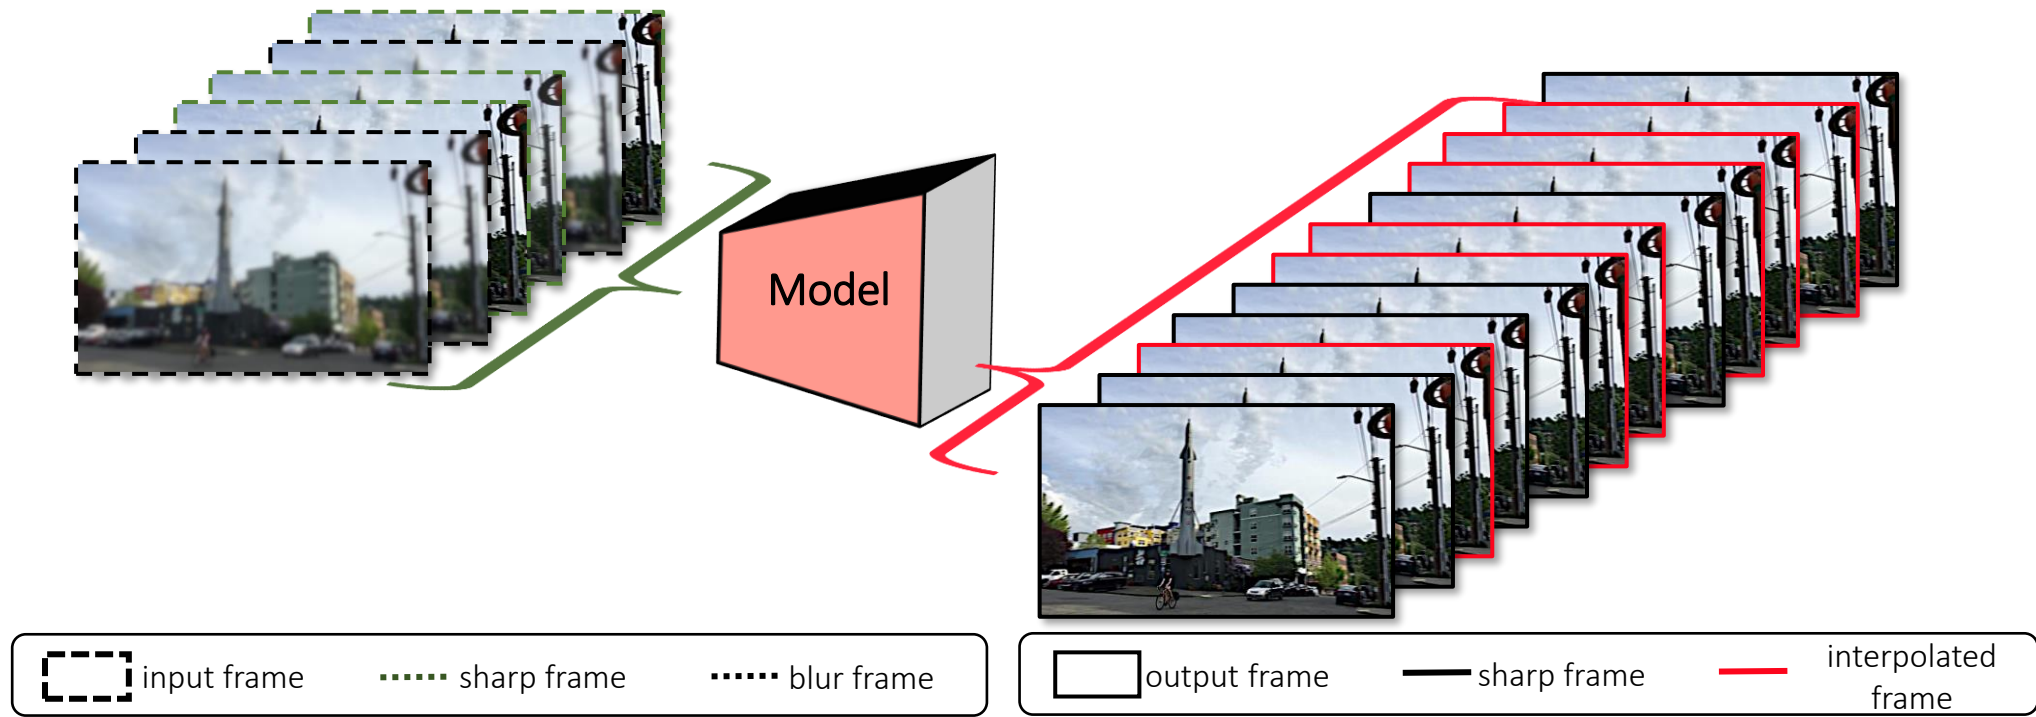 Model
input frame
sharp frame
blur frame
output frame
sharp frame
interpolated
frame